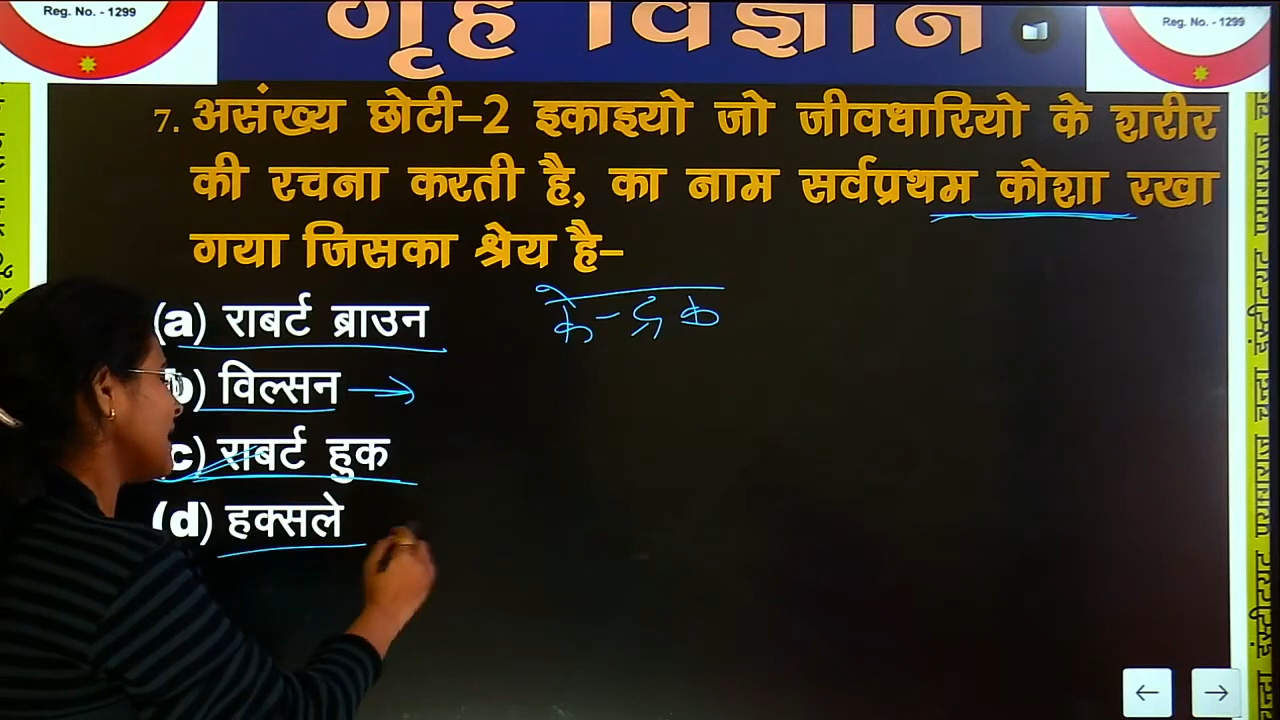 Reg. No. - 1299
गृह विज्ञान
Reg. No. - 1299
7. असंख्य छोटी-2 इकाइयो जो जीवधारियो के शरीर
की रचना करती है, का नाम सर्वप्रथम कोशा रखा
गया जिसका श्रेय है-
(a) राबर्ट ब्राउन
(b) विल्सन
(c) राबर्ट हुक
(d) हक्सले